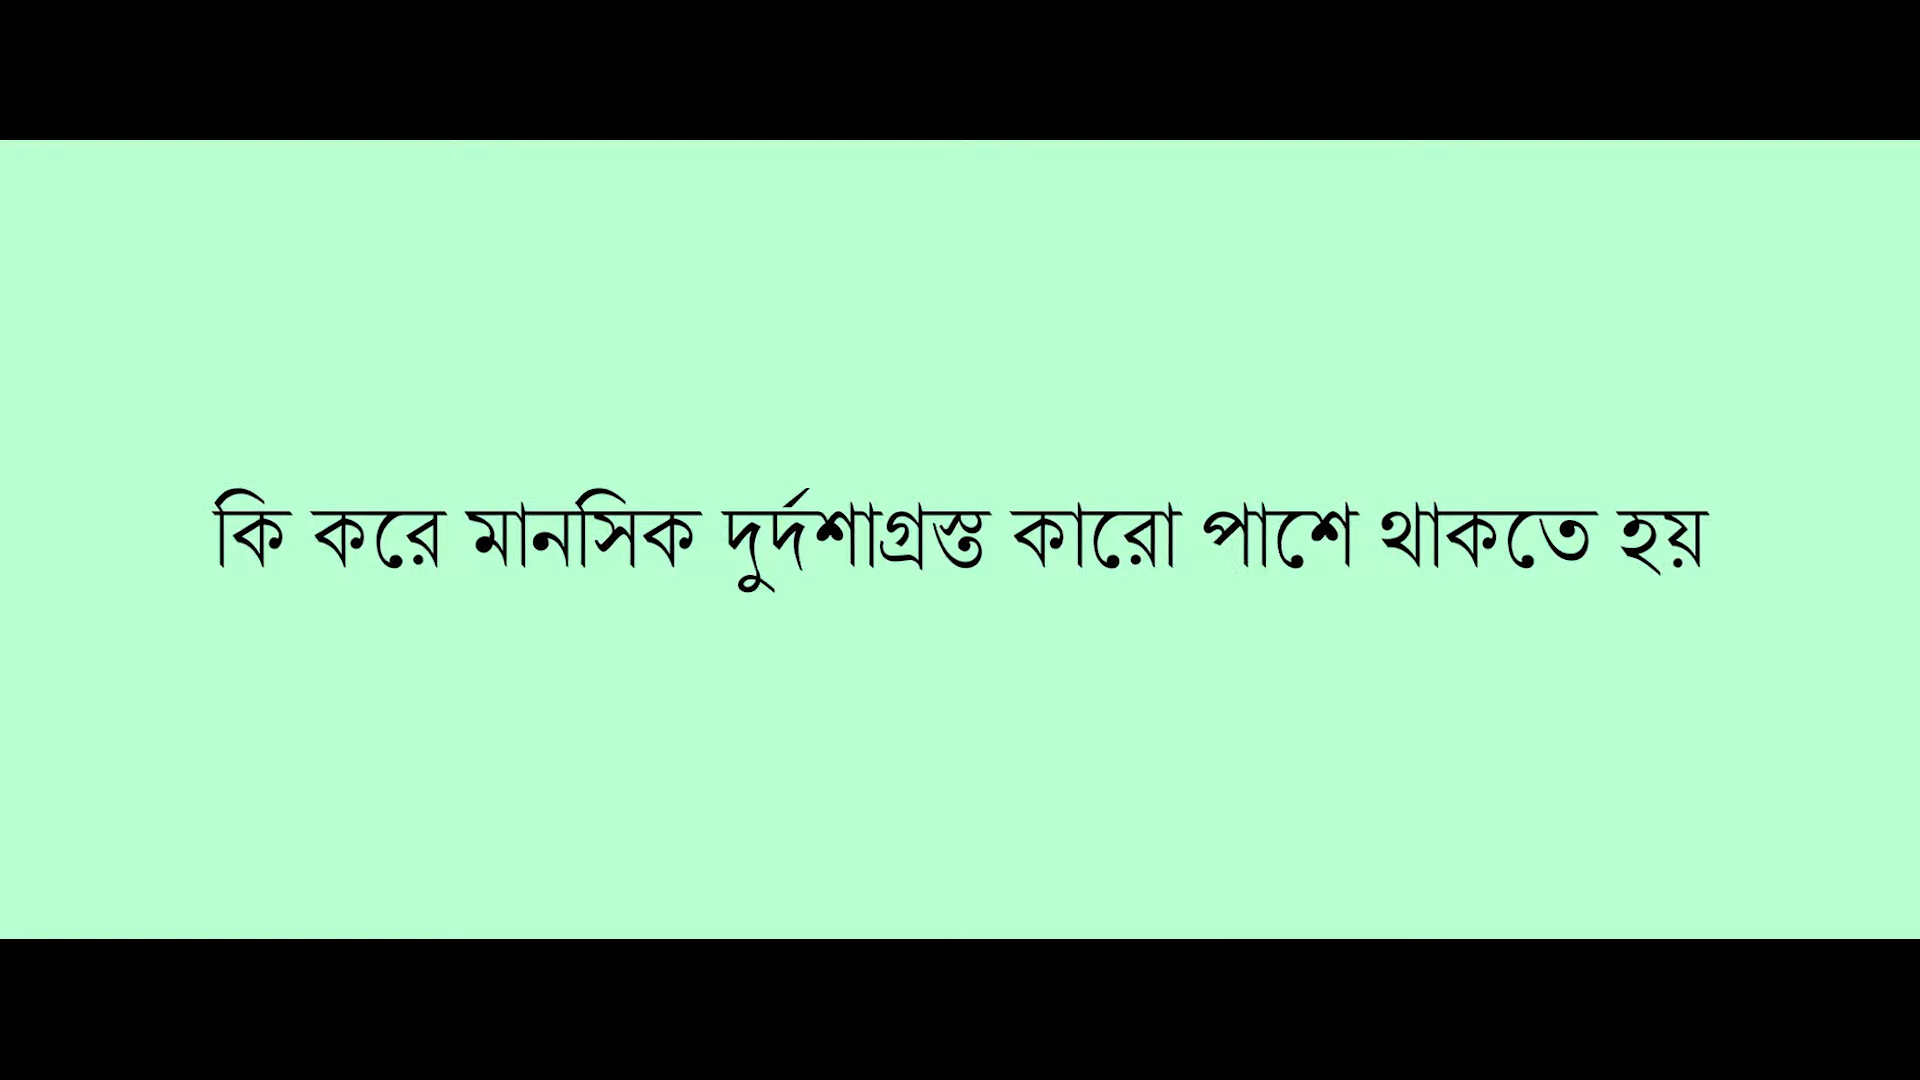 কি করে মানসিক দুর্দশাগ্রস্ত কারো পাশে থাকতে হয়